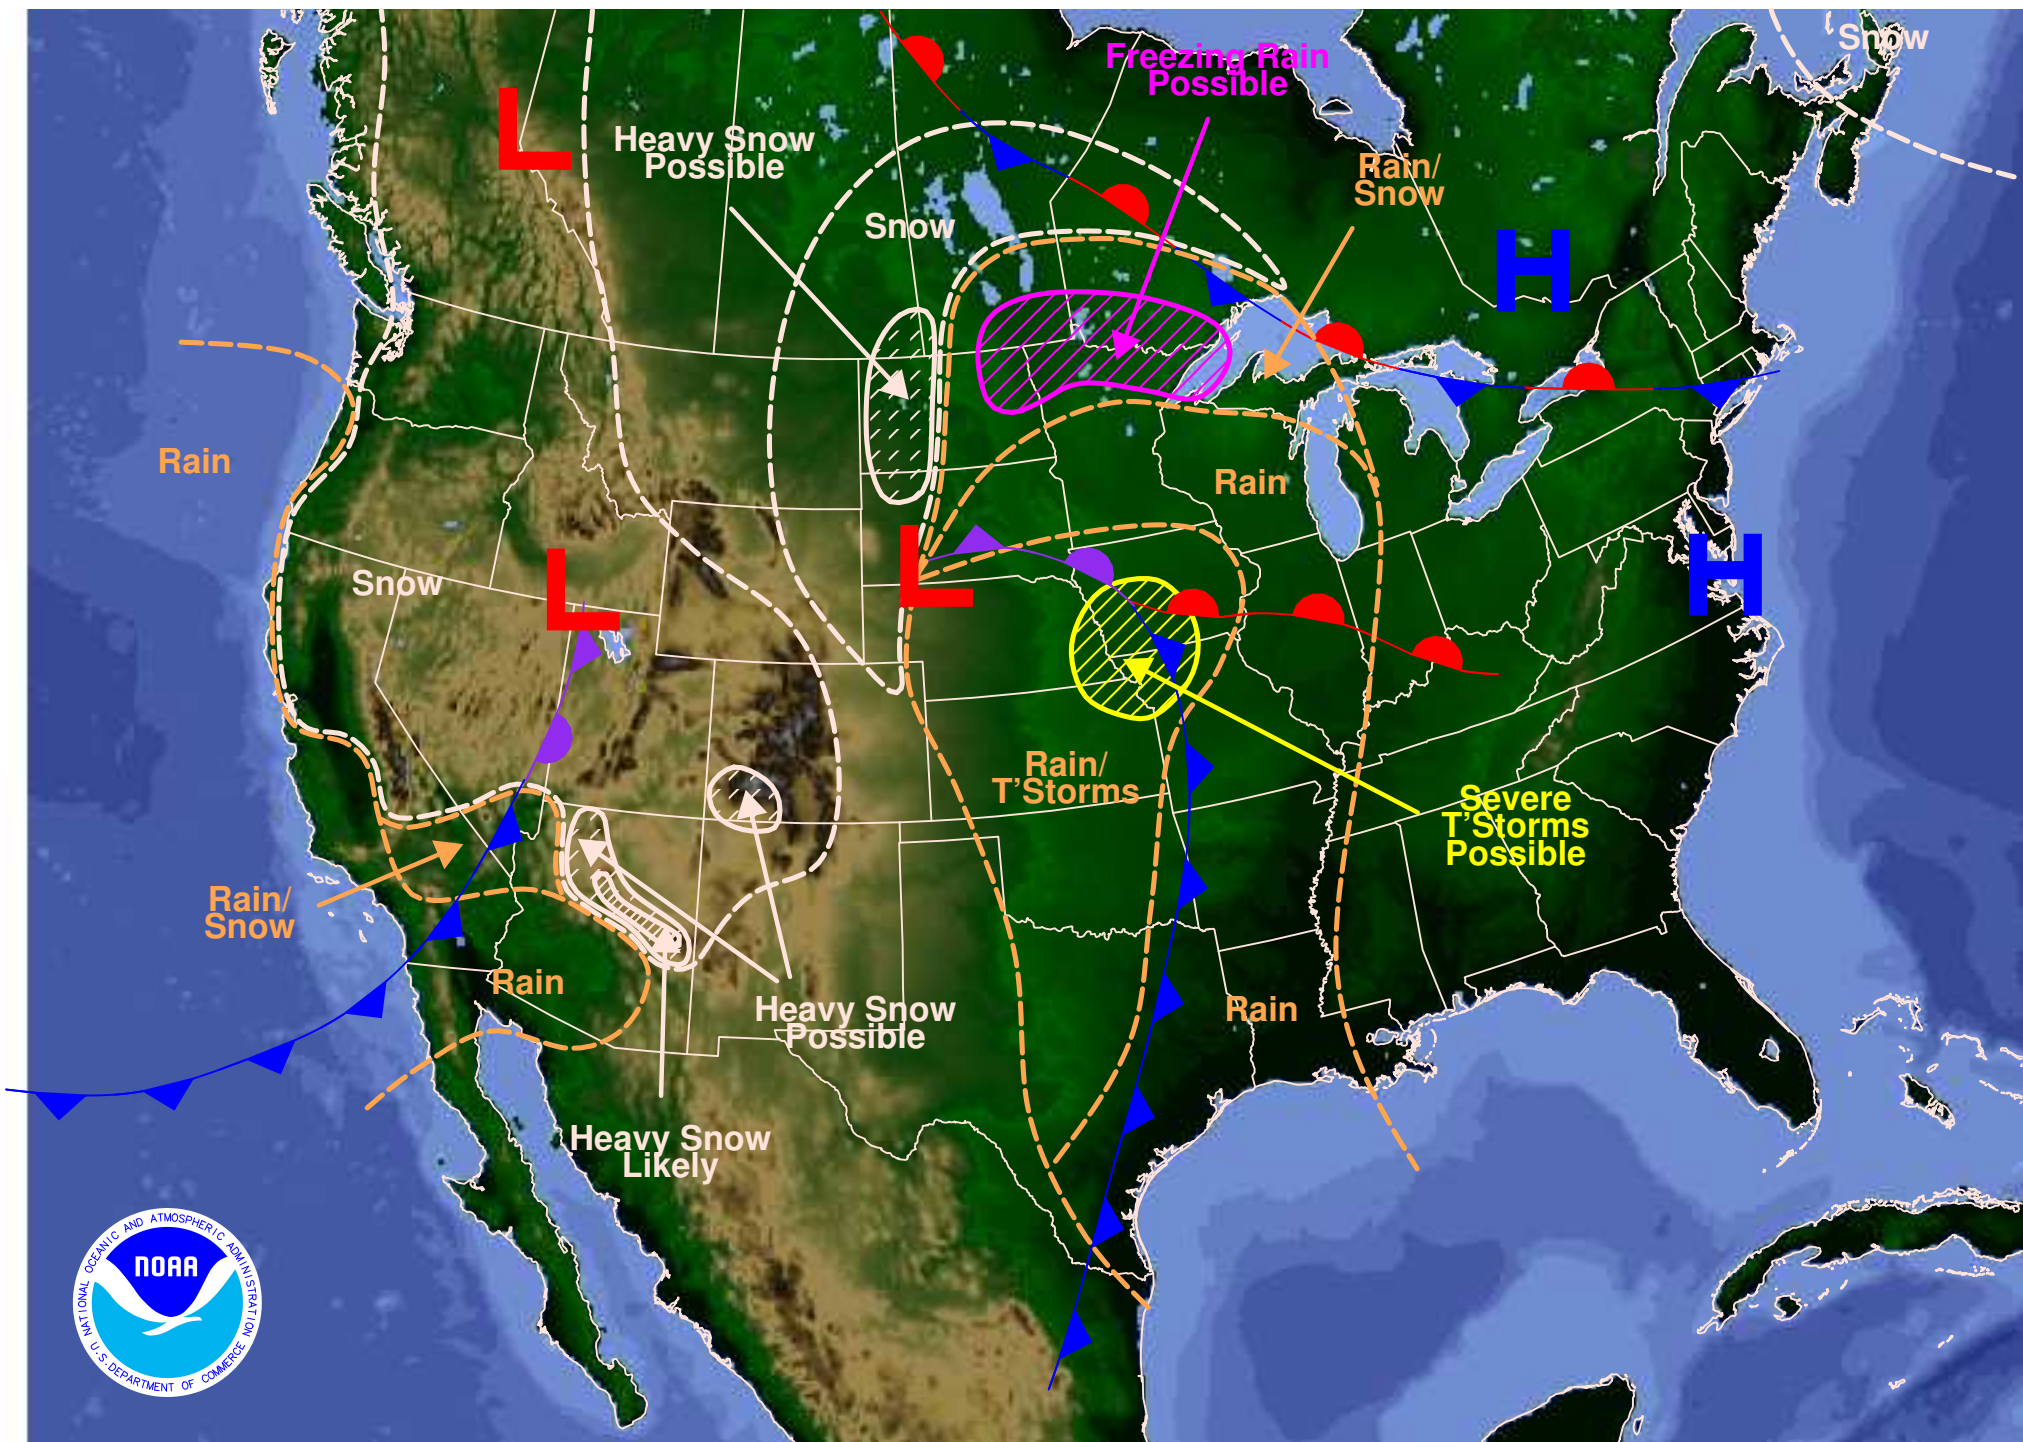 Snow
Freezing Rain
Possible
L
Heavy Snow
Possible
Rain/
Snow
Snow
H
Rain
Rain
L
L
H
Snow
Rain/
T'Storms
Severe
T'Storms
Possible
Rain/
Snow
Rain
Heavy Snow
Possible
Rain
Heavy Snow
Likely
NATIONAL OCEANIC AND ATMOSPHERIC ADMINISTRATION
NOAA
U.S. DEPARTMENT OF COMMERCE